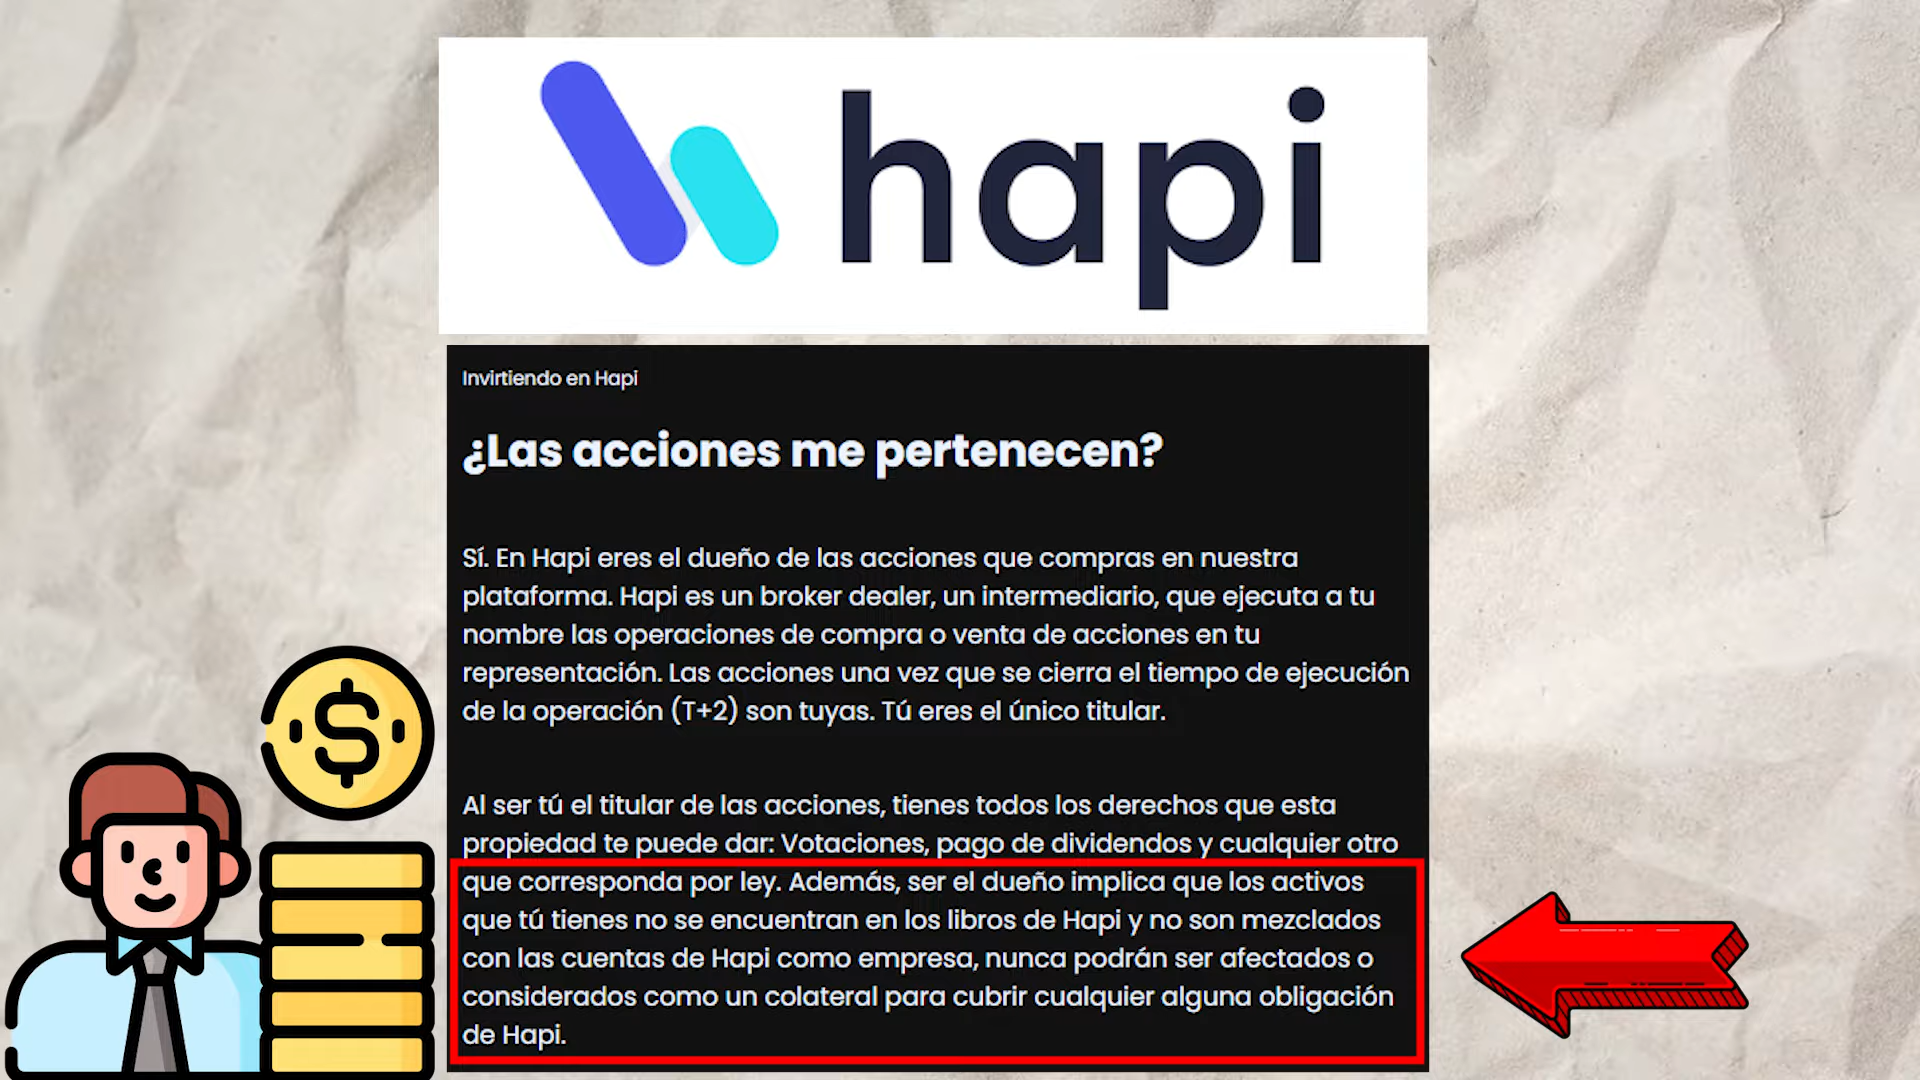 hapi
Invirtiendo en Hapi
¿Las acciones me pertenecen?
Sí. En Hapi eres el dueño de las acciones que compras en nuestra
plataforma. Hapi es un broker dealer, un intermediario, que ejecuta a tu
nombre las operaciones de compra o venta de acciones en tu
representación. Las acciones una vez que se cierra el tiempo de ejecución
de la operación (T+2) son tuyas. Tú eres el único titular.
Al ser tú el titular de las acciones, tienes todos los derechos que esta
propiedad te puede dar: Votaciones, pago de dividendos y cualquier otro
que corresponda por ley. Además, ser el dueño implica que los activos
que tú tienes no se encuentran en los libros de Hapi y no son mezclados
con las cuentas de Hapi como empresa, nunca podrán ser afectados o
considerados como un colateral para cubrir cualquier alguna obligación
de Hapi.
$